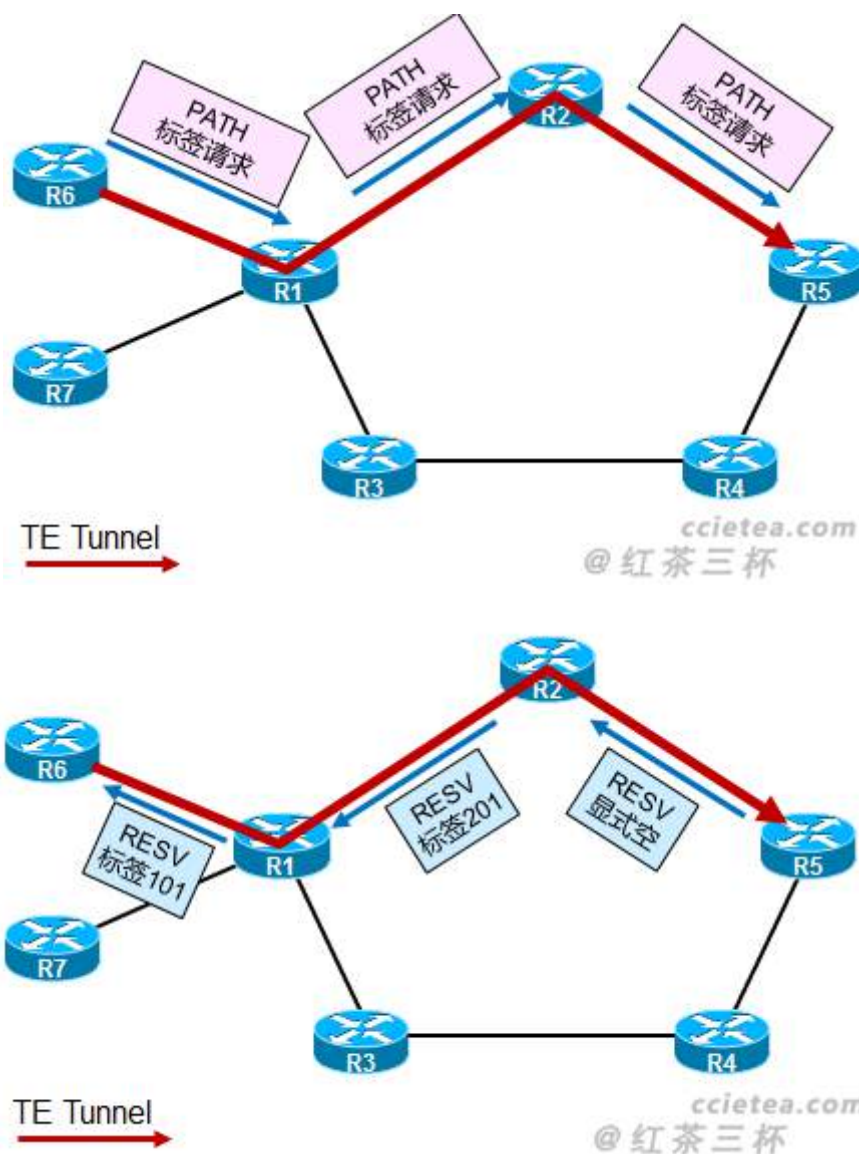 PATH
标签请求
PATH
标签请求
PATH
标签请求
R2
R6
R1
R5
R7
R3
R4
TE Tunnel
ccietea.com
@红茶三杯
R2
R6
RESV
标签101
RESV
标签201
RESV
显式空
R1
R5
R7
R3
R4
TE Tunnel
ccietea.com
@红茶三杯